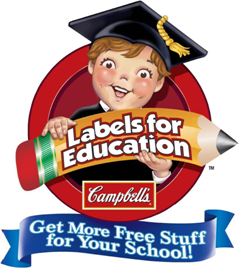 Labels for
Education
TM
Campbell's
Get More Free Stuff
for Your School!